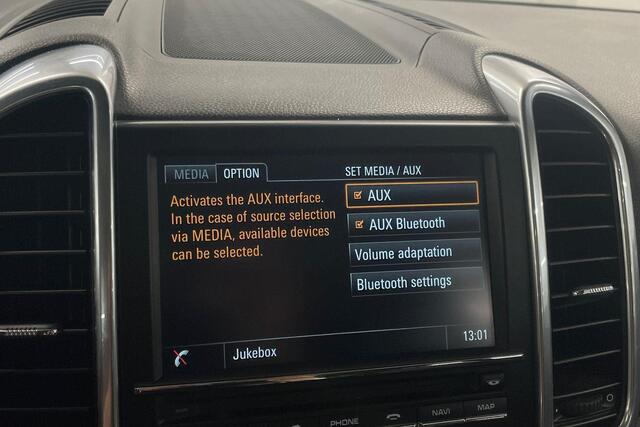 MEDIA OPTION SET MEDIA / AUX
Activates the AUX interface.
In the case of source selection
via MEDIA, available devices
can be selected.
AUX
AUX Bluetooth
Volume adaptation
Bluetooth settings
Jukebox
13:01
PHONE
NAVI
MAP